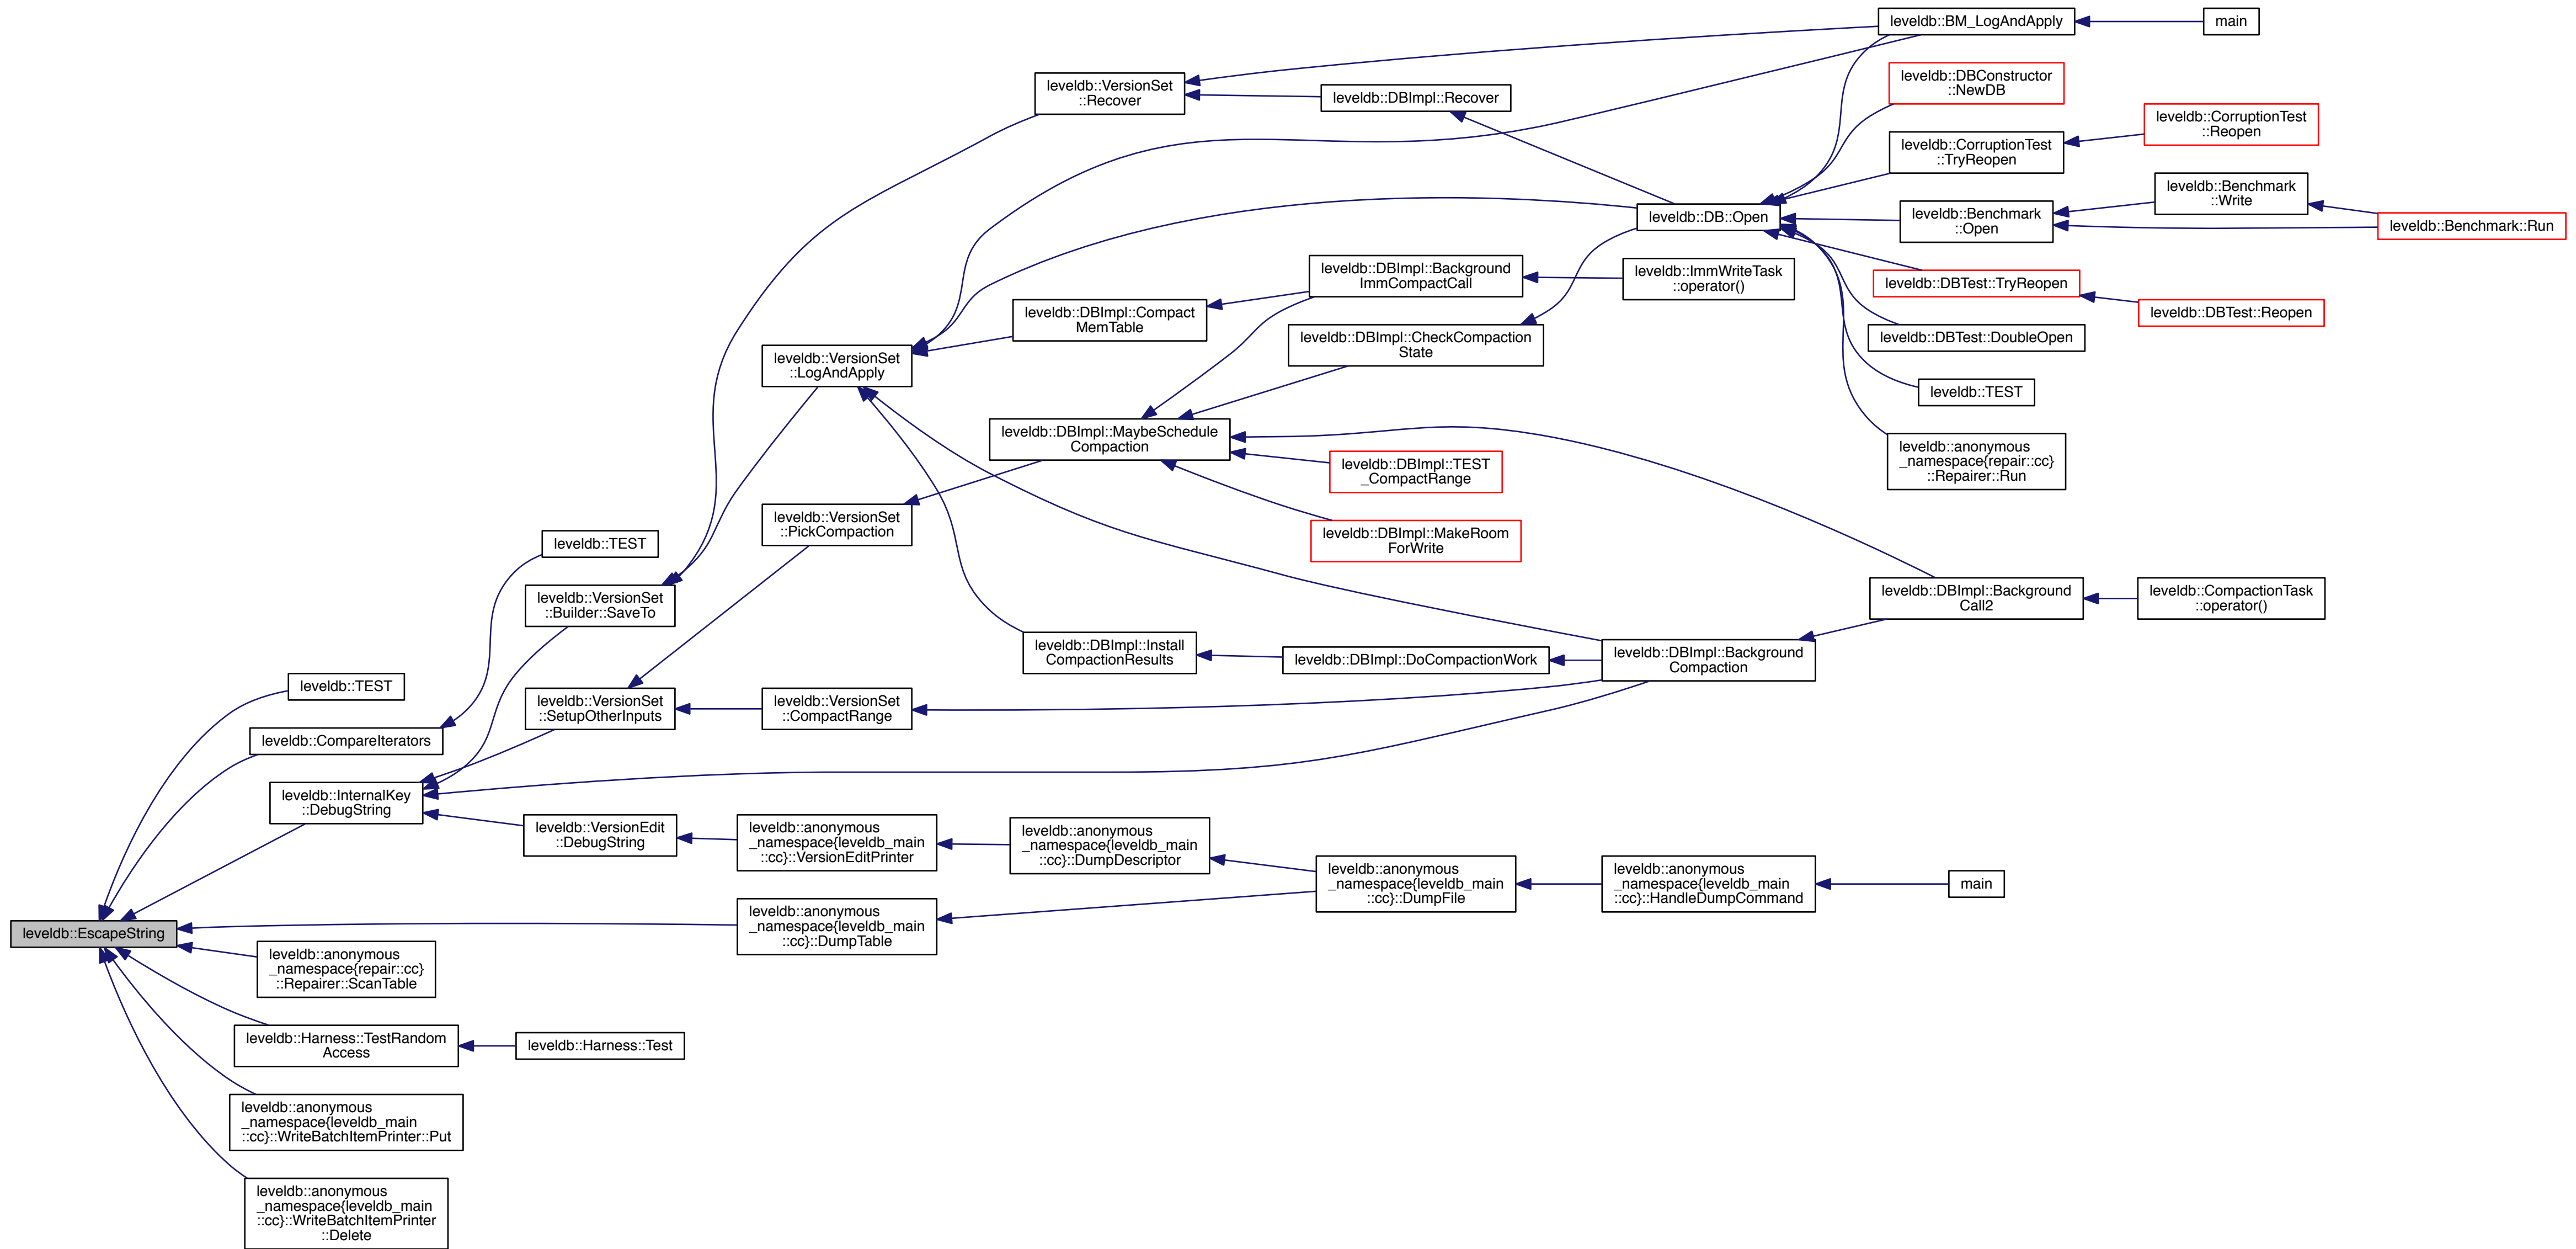 leveldb::EscapeString
leveldb::TEST
leveldb::CompareIterators
leveldb::TEST
leveldb::InternalKey
::DebugString
leveldb::VersionSet
::Builder::SaveTo
leveldb::VersionSet
::SetupOtherInputs
leveldb::VersionEdit
::DebugString
leveldb::VersionSet
::Recover
leveldb::VersionSet
::LogAndApply
leveldb::VersionSet
::PickCompaction
leveldb::VersionSet
::CompactRange
leveldb::DBImpl::Recover
leveldb::DBImpl::Compact
MemTable
leveldb::DBImpl::MaybeSchedule
Compaction
leveldb::DBImpl::Install
CompactionResults
leveldb::DBImpl::Background
ImmCompactCall
leveldb::DBImpl::CheckCompaction
State
leveldb::DBImpl::TEST
_CompactRange
leveldb::DBImpl::MakeRoom
ForWrite
leveldb::DBImpl::DoCompactionWork
leveldb::ImmWriteTask
::operator()
leveldb::DB::Open
leveldb::DBImpl::Background
Compaction
leveldb::BM_LogAndApply
main
leveldb::DBConstructor
::NewDB
leveldb::CorruptionTest
::TryReopen
leveldb::CorruptionTest
::Reopen
leveldb::Benchmark
::Open
leveldb::Benchmark
::Write
leveldb::Benchmark::Run
leveldb::DBTest::TryReopen
leveldb::DBTest::Reopen
leveldb::DBTest::DoubleOpen
leveldb::TEST
leveldb::anonymous
_namespace{repair::cc}
::Repairer::Run
leveldb::DBImpl::Background
Call2
leveldb::CompactionTask
::operator()
leveldb::anonymous
_namespace{leveldb_main
::cc}::VersionEditPrinter
leveldb::anonymous
_namespace{leveldb_main
::cc}::DumpDescriptor
leveldb::anonymous
_namespace{leveldb_main
::cc}::DumpTable
leveldb::anonymous
_namespace{leveldb_main
::cc}::DumpFile
leveldb::anonymous
_namespace{leveldb_main
::cc}::HandleDumpCommand
main
leveldb::anonymous
_namespace{repair::cc}
::Repairer::ScanTable
leveldb::Harness::TestRandom
Access
leveldb::Harness::Test
leveldb::anonymous
_namespace{leveldb_main
::cc}::WriteBatchItemPrinter::Put
leveldb::anonymous
_namespace{leveldb_main
::cc}::WriteBatchItemPrinter
::Delete